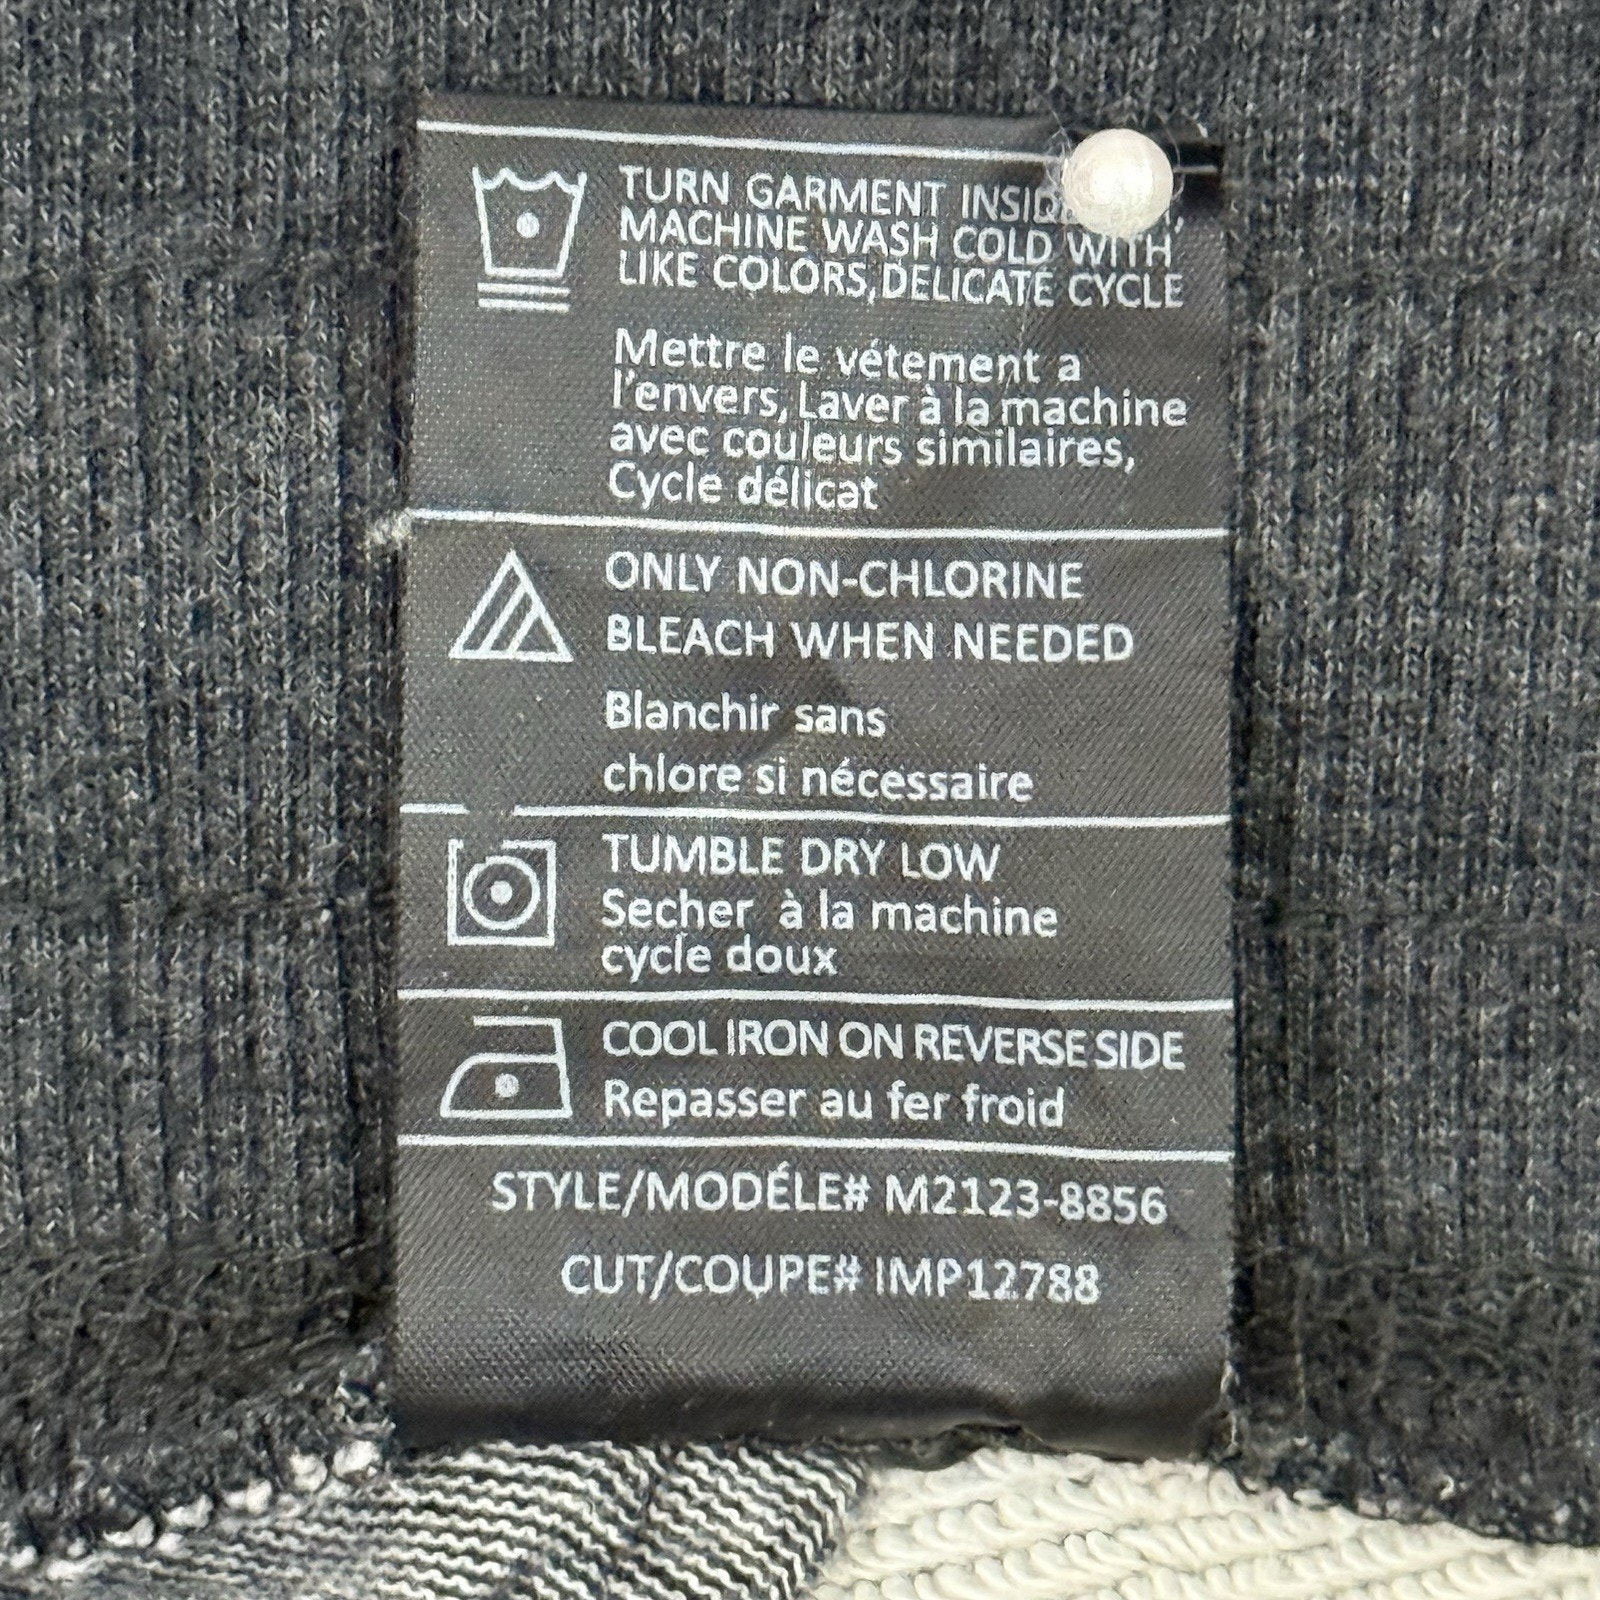 TURN GARMENT
MACHINE WASH COLD WITH
LIKE COLORS,DELICATE CYCLE
Mettre le vétement a
l'envers, Laver à la machine
avec couleurs similaires,
Cycle délicat
ONLY NON-CHLORINE
BLEACH WHEN NEEDED
Blanchir sans
chlore si nécessaire
TUMBLE DRY LOW
Secher à la machine
cycle doux
COOL IRON ON REVERSE SIDE
Repasser au fer froid
STYLE/MODÉLE# M2123-8856
CUT/COUPE# IMP12788